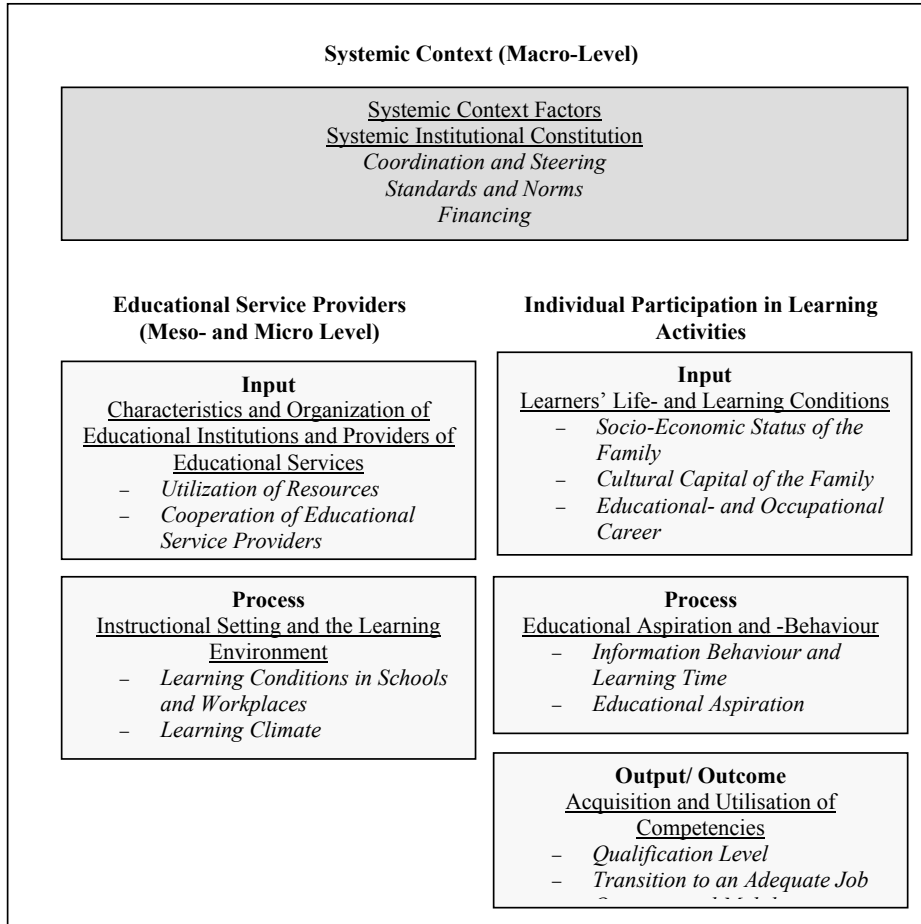 Systemic Context (Macro-Level)
Systemic Context Factors
Systemic Institutional Constitution
Coordination and Steering
Standards and Norms
Financing
Educational Service Providers
(Meso- and Micro Level)
Input
Characteristics and Organization of
Educational Institutions and Providers of
Educational Services
– Utilization of Resources
– Cooperation of Educational
Service Providers
Process
Instructional Setting and the Learning
Environment
– Learning Conditions in Schools
and Workplaces
– Learning Climate
Individual Participation in Learning
Activities
Input
Learners’ Life- and Learning Conditions
– Socio-Economic Status of the
Family
– Cultural Capital of the Family
– Educational- and Occupational
Career
Process
Educational Aspiration and -Behaviour
– Information Behaviour and
Learning Time
– Educational Aspiration
Output/ Outcome
Acquisition and Utilisation of
Competencies
– Qualification Level
– Transition to an Adequate Job